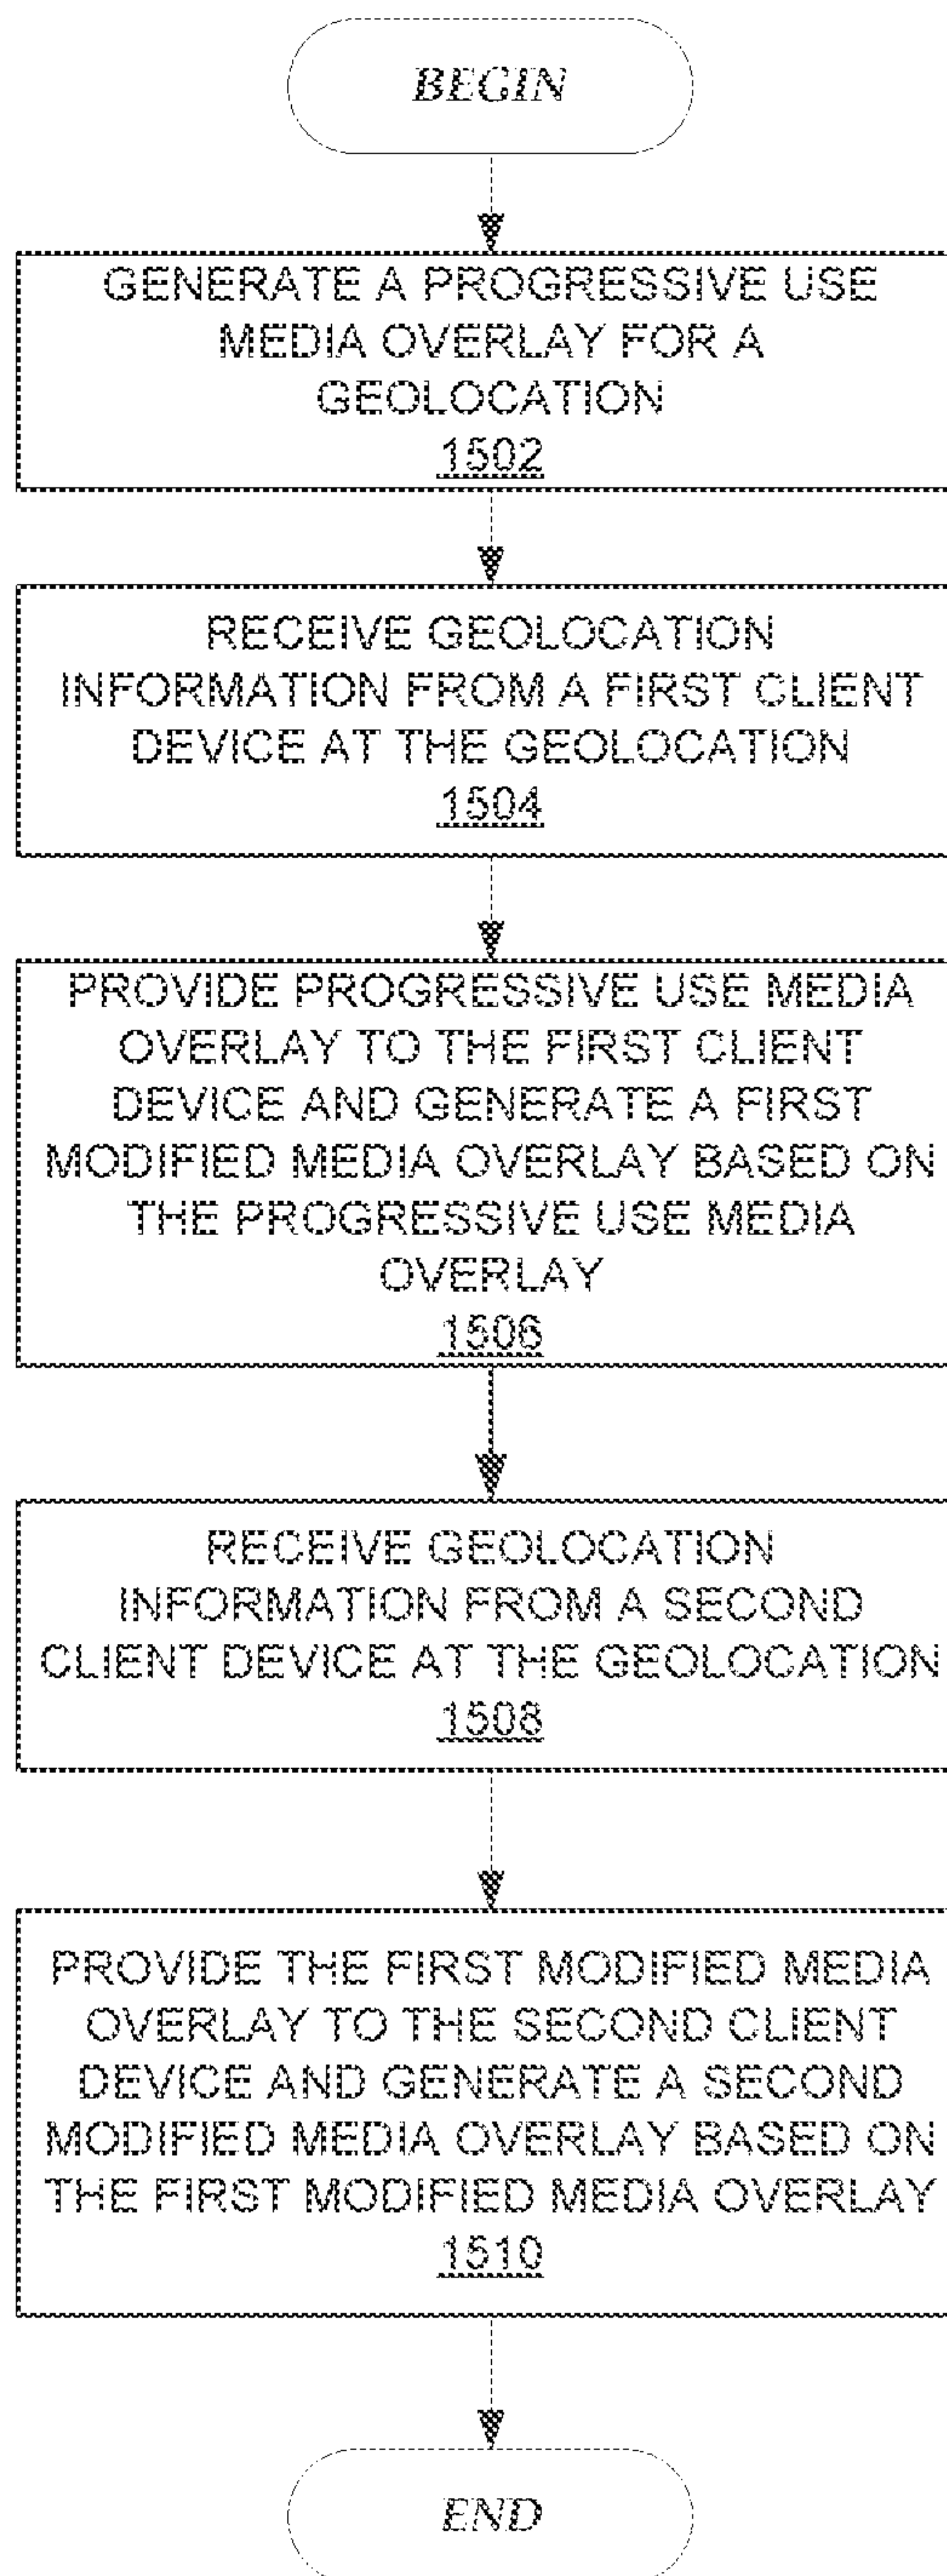 BEGIN
GENERATE A PROGRESSIVE USE
MEDIA OVERLAY FOR A
GEOLOCATION
1502
RECEIVE GEOLOCATION
INFORMATION FROM A FIRST CLIENT
DEVICE AT THE GEOLOCATION
1504
PROVIDE PROGRESSIVE USE MEDIA
OVERLAY TO THE FIRST CLIENT
DEVICE AND GENERATE A FIRST
MODIFIED MEDIA OVERLAY BASED ON
THE PROGRESSIVE USE MEDIA
OVERLAY
1506
RECEIVE GEOLOCATION
INFORMATION FROM A SECOND
CLIENT DEVICE AT THE GEOLOCATION
1508
PROVIDE THE FIRST MODIFIED MEDIA
OVERLAY TO THE SECOND CLIENT
DEVICE AND GENERATE A SECOND
MODIFIED MEDIA OVERLAY BASED ON
THE FIRST MODIFIED MEDIA OVERLAY
1510
END